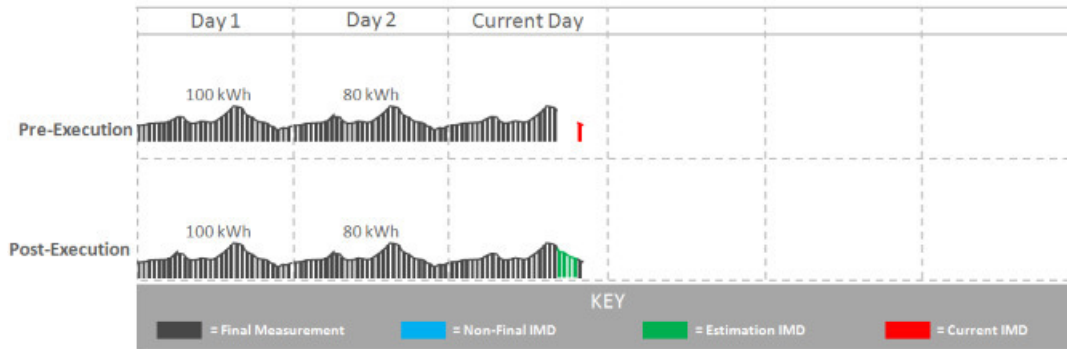 Day 1 Day 2 Current Day
100 kWh 80 kWh
Pre-Execution
100 kWh 80 kWh
Post-Execution
KEY
= Final Measurement = Non-Final IMD = Estimation IMD = Current IMD